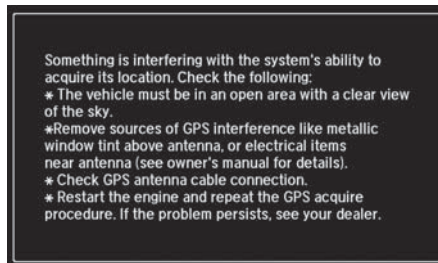 Something is interfering with the system's ability to
acquire its location. Check the following:
* The vehicle must be in an open area with a clear view
of the sky.
*Remove sources of GPS interference like metallic
window tint above antenna, or electrical items
near antenna (see owner's manual for details).
* Check GPS antenna cable connection.
* Restart the engine and repeat the GPS acquire
procedure. If the problem persists, see your dealer.